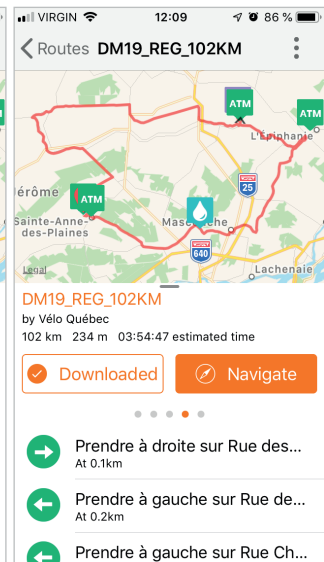 VIRGIN 12:09 86 %
Routes DM19_REG_102KM
ATM
ATM
L'Épiphanie
25
érôme
ATM
Sainte-Anne-
des-Plaines
640
Lachenaie
Legal
DM19_REG_102KM
by Vélo Québec
102 km 234 m 03:54:47 estimated time
Downloaded
Navigate
Prendre à droite sur Rue des...
At 0.1km
Prendre à gauche sur Rue de...
At 0.2km
Prendre à gauche sur Rue Ch...